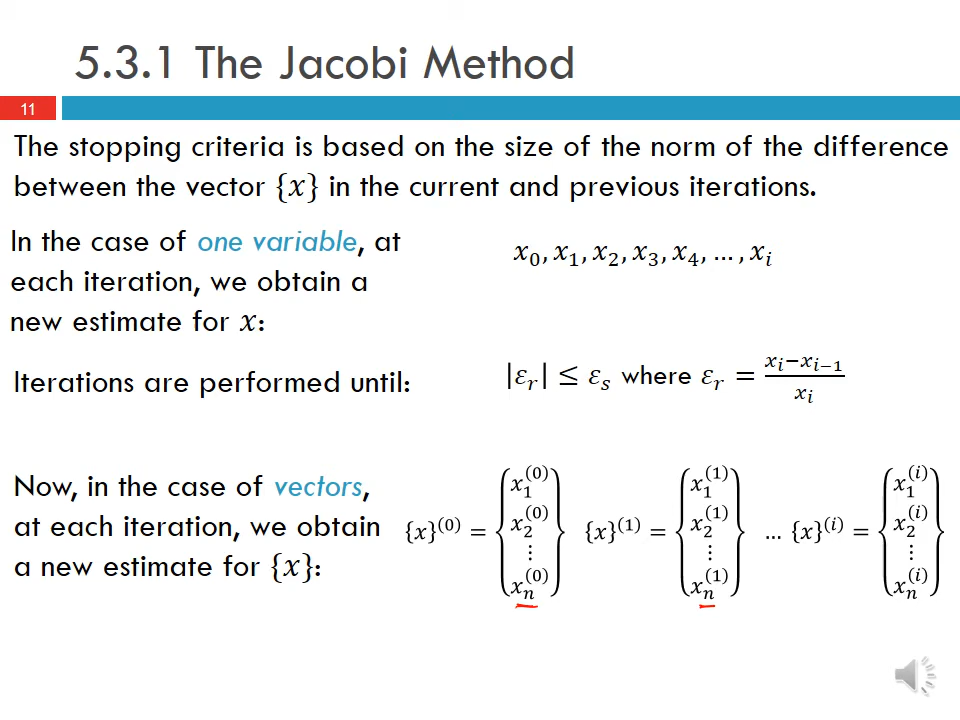 5.3.1 The Jacobi Method
11
The stopping criteria is based on the size of the norm of the difference
between the vector {x} in the current and previous iterations.
In the case of one variable, at
each iteration, we obtain a
new estimate for x:
x₀, x₁, x₂, x₃, x₄, … , xᵢ
Iterations are performed until:
|εᵣ| ≤ εₛ where εᵣ = (xᵢ−xᵢ₋₁)/xᵢ
Now, in the case of vectors,
at each iteration, we obtain
a new estimate for {x}:
{x}⁽⁰⁾ = {x₁⁽⁰⁾ x₂⁽⁰⁾ ⋮ xₙ⁽⁰⁾} {x}⁽¹⁾ = {x₁⁽¹⁾ x₂⁽¹⁾ ⋮ xₙ⁽¹⁾} … {x}⁽ⁱ⁾ = {x₁⁽ⁱ⁾ x₂⁽ⁱ⁾ ⋮ xₙ⁽ⁱ⁾}